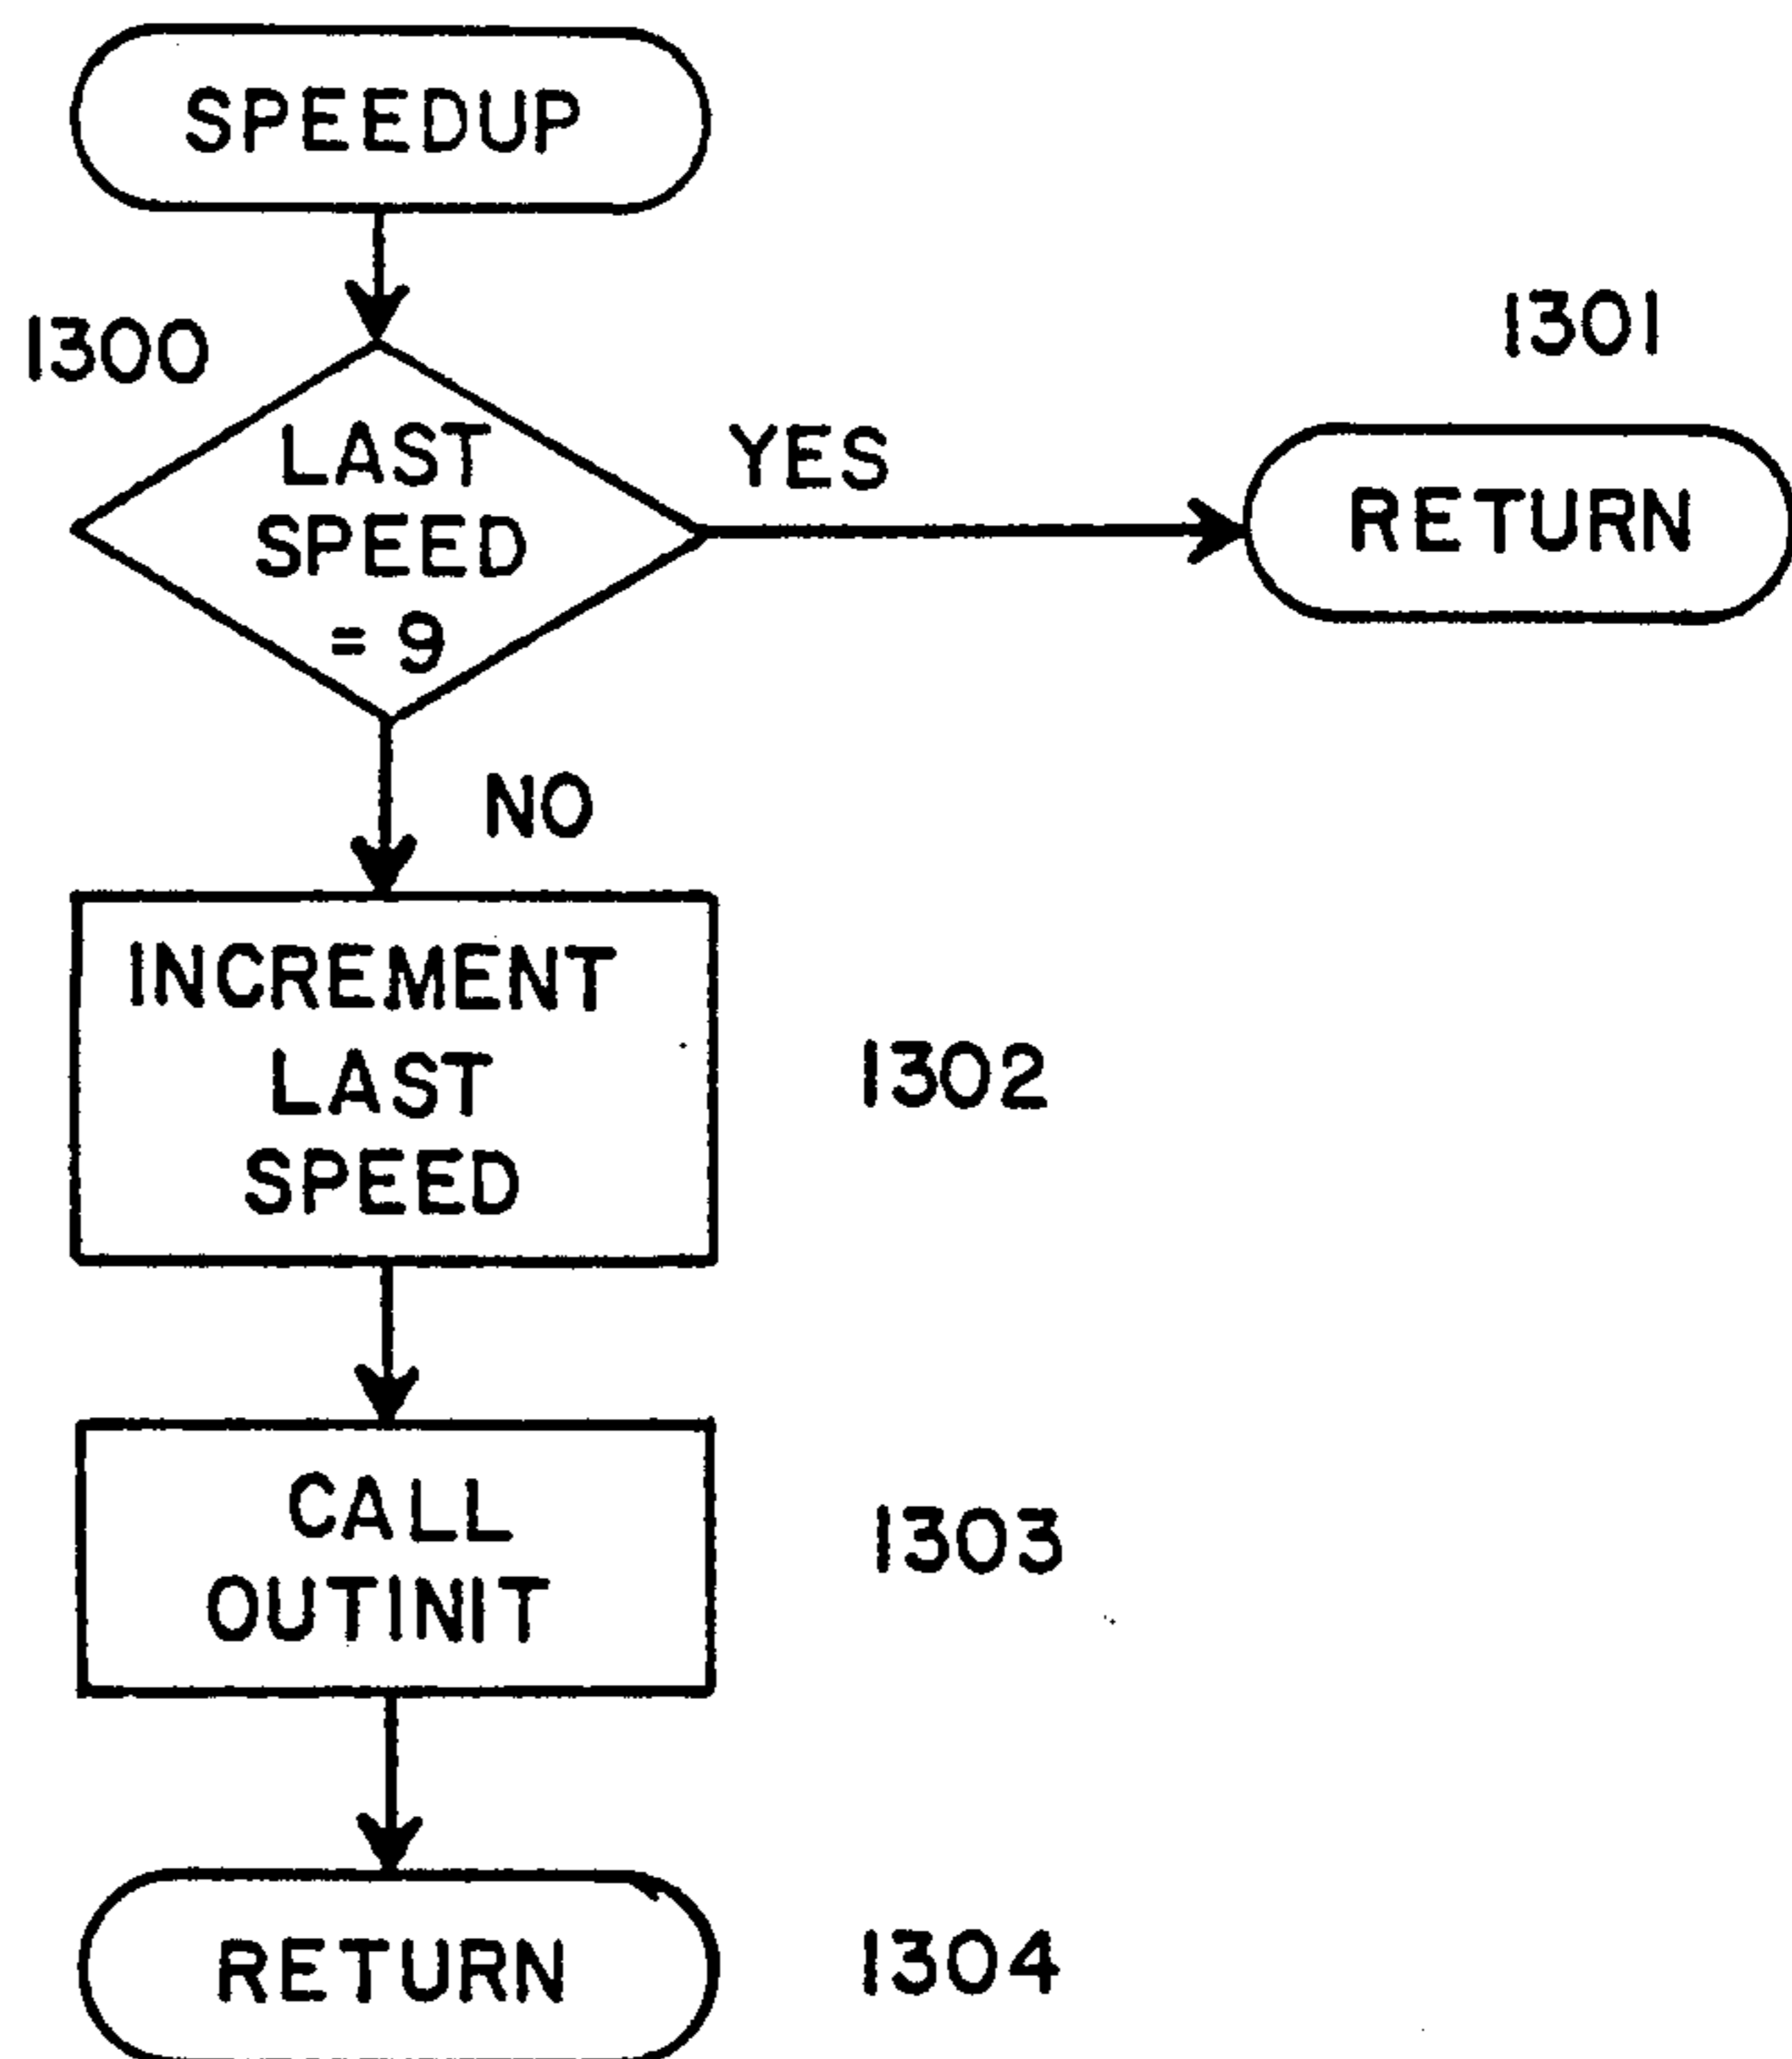 SPEEDUP
1300
LAST
SPEED
= 9
YES
1301
RETURN
NO
INCREMENT
LAST
SPEED
1302
CALL
OUTINIT
1303
RETURN
1304